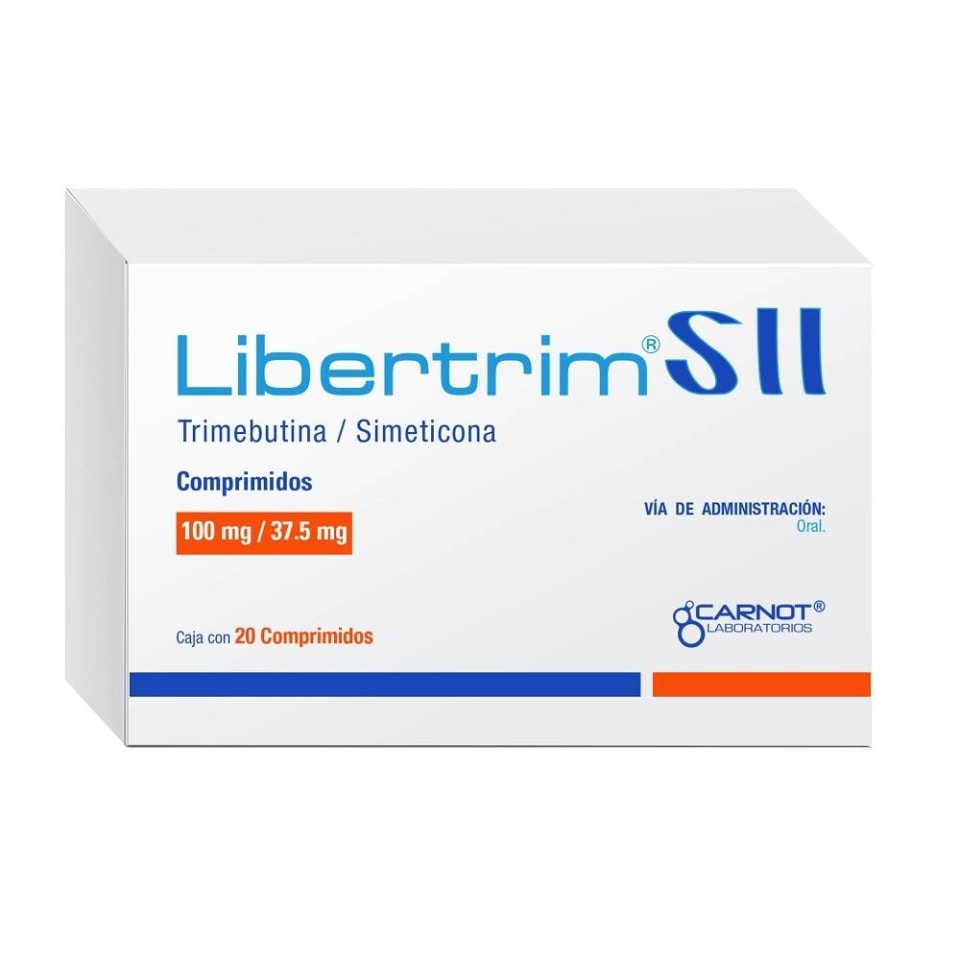 Libertrim® SII
Trimebutina / Simeticona
Comprimidos
100 mg / 37.5 mg
VÍA DE ADMINISTRACIÓN:
Oral.
Caja con 20 Comprimidos
CARNOT®
LABORATORIOS